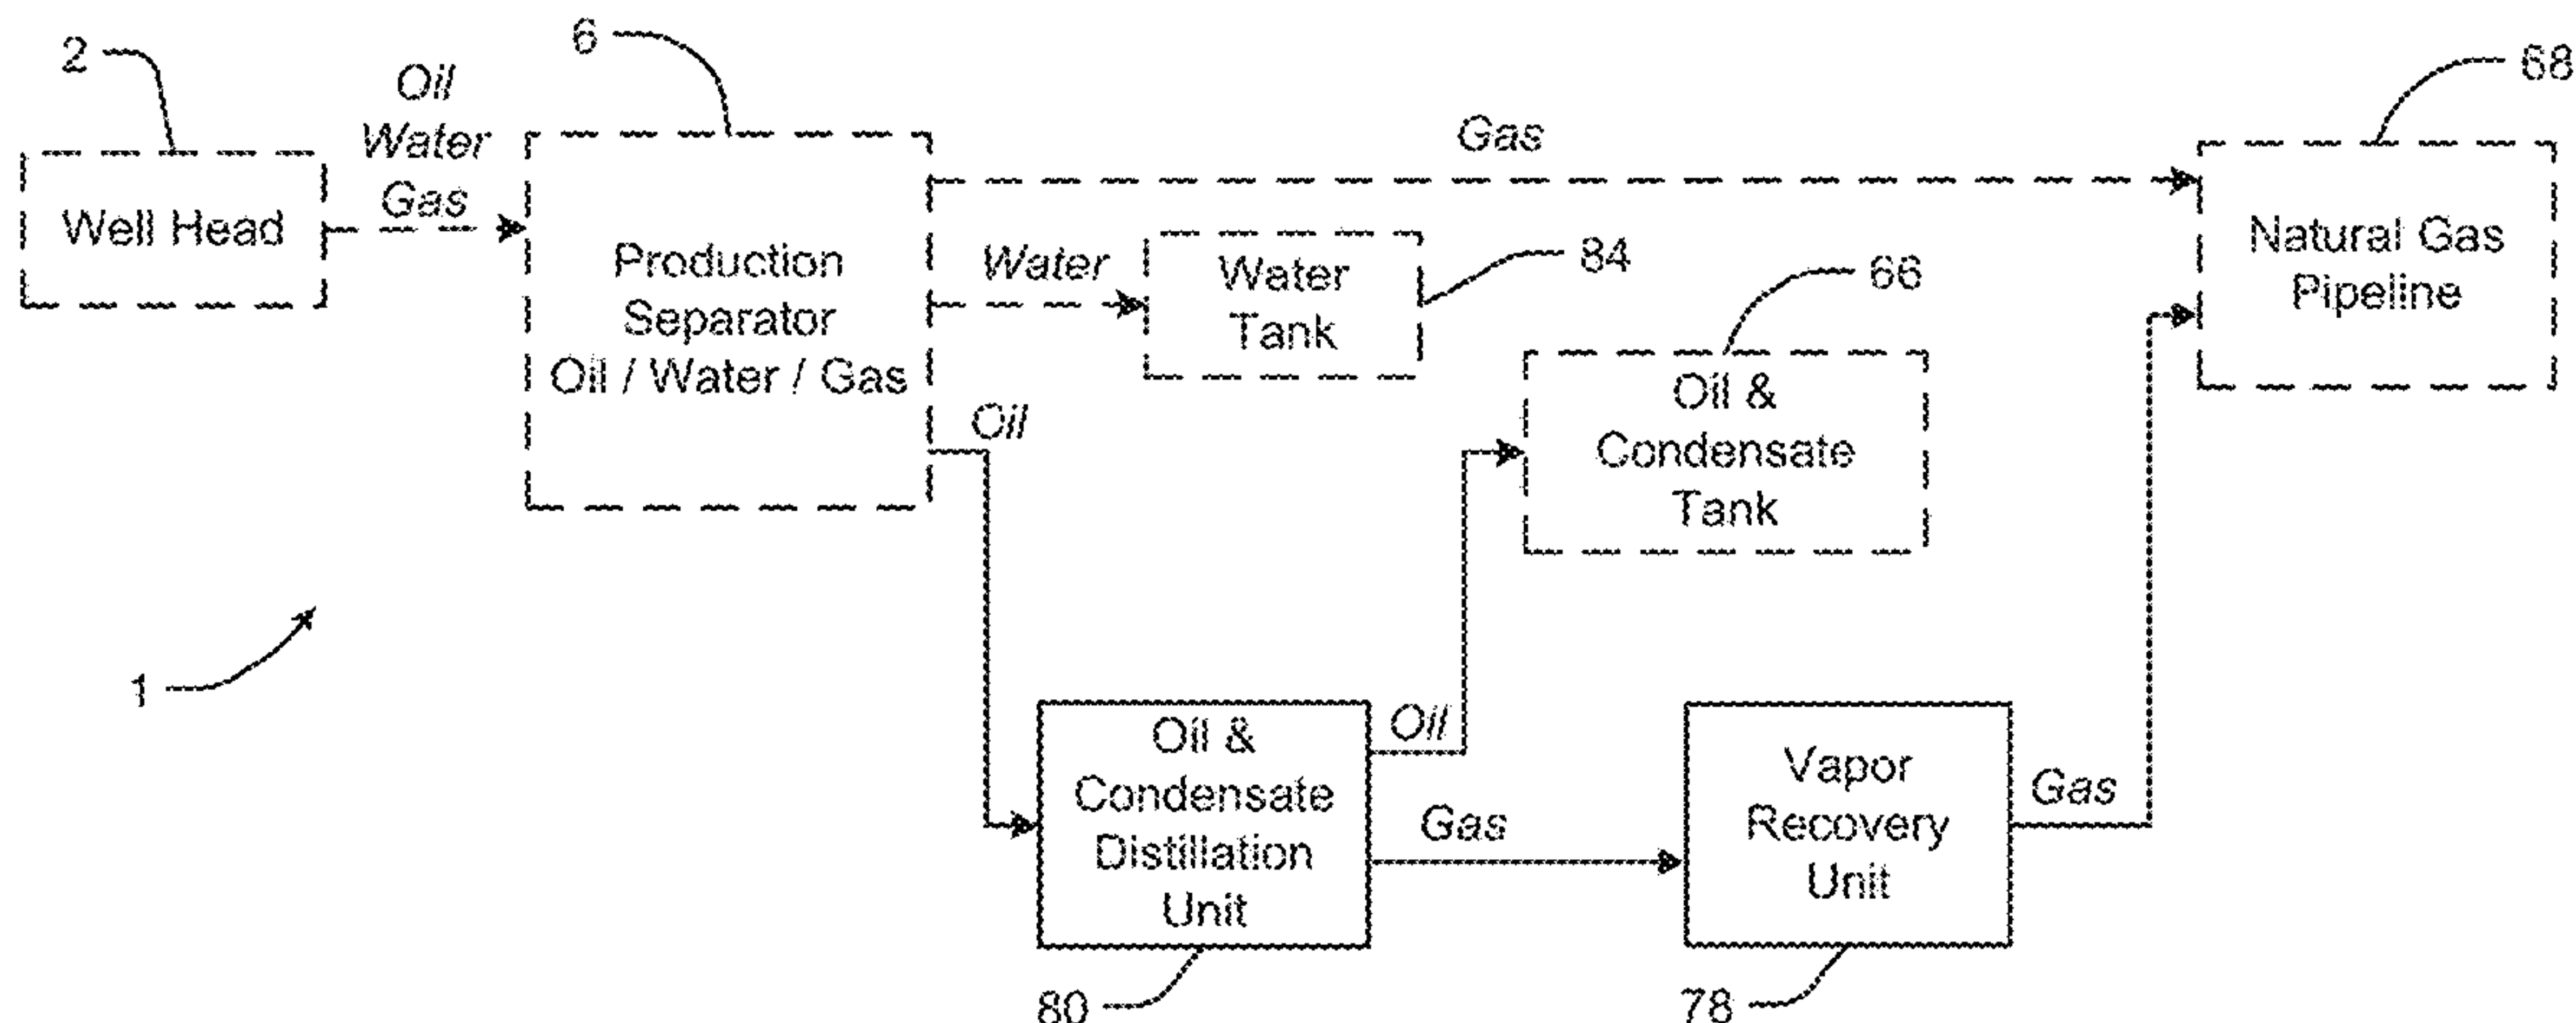 2
Oil
Water
Gas
Well Head
6
Production
Separator
Oil / Water / Gas
Gas
68
Natural Gas
Pipeline
Water
Water
Tank
84
66
Oil &
Condensate
Tank
Oil
1
Oil &
Condensate
Distillation
Unit
80
Oil
Gas
Vapor
Recovery
Unit
78
Gas